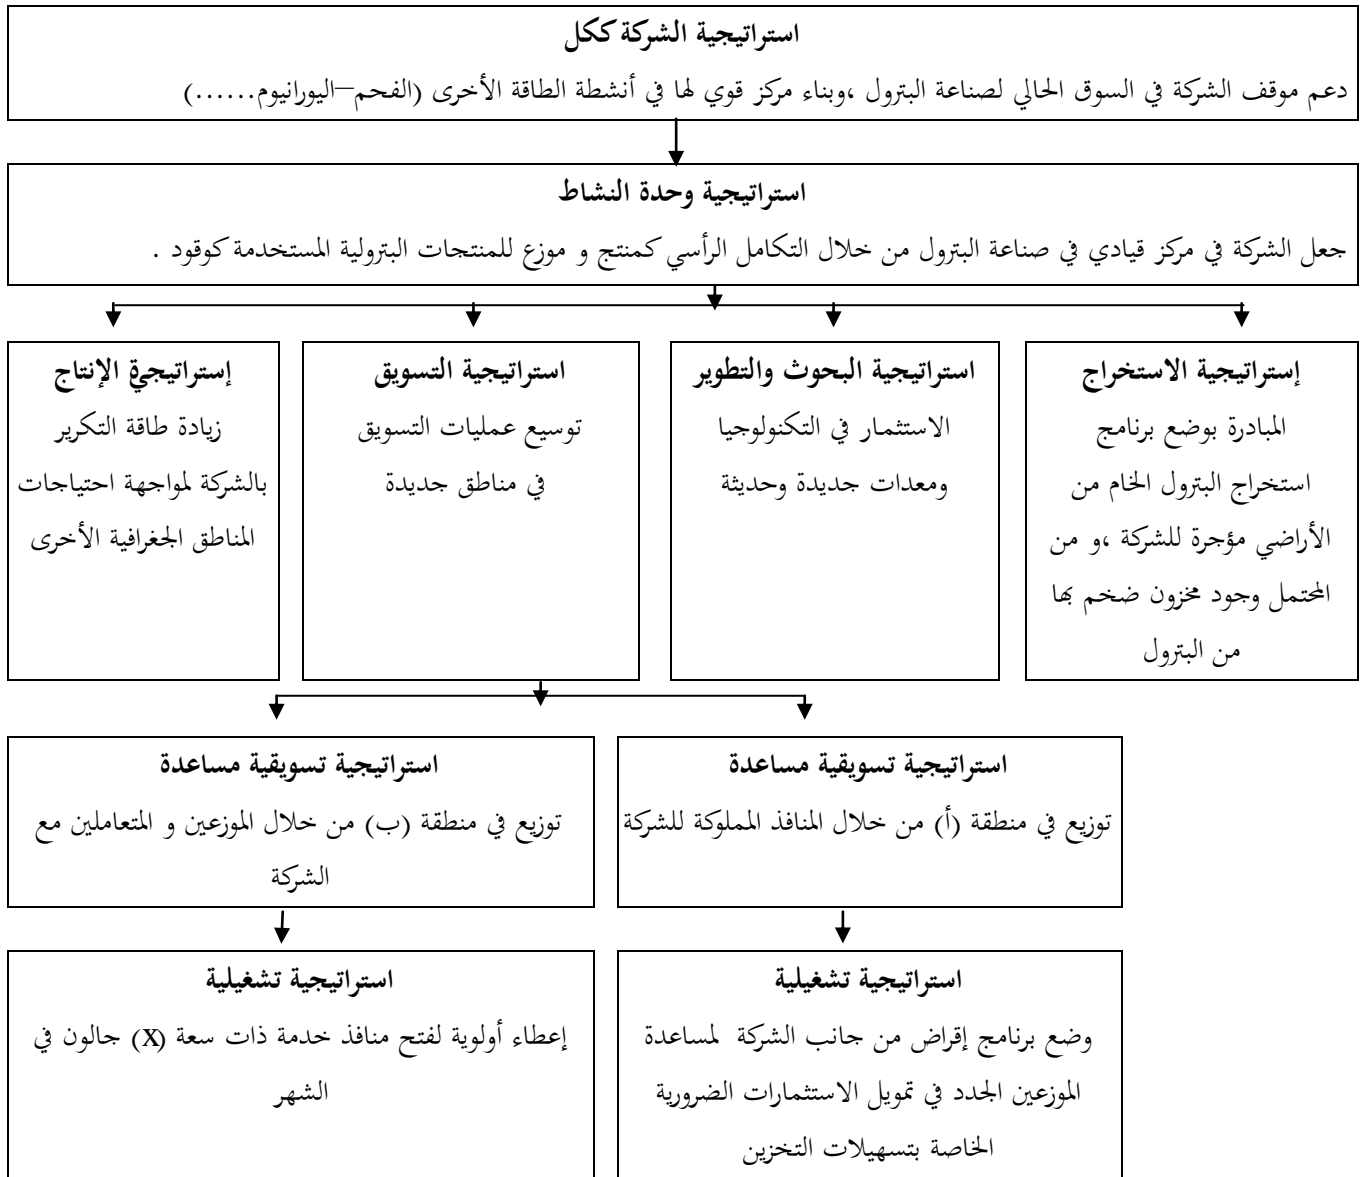 استراتيجية الشركة ككل
دعم موقف الشركة في السوق الحالي لصناعة البترول ،وبناء مركز قوي لها في أنشطة الطاقة الأخرى (الفحم–اليورانيوم......)
استراتيجية وحدة النشاط
جعل الشركة في مركز قيادي في صناعة البترول من خلال التكامل الرأسي كمنتج و موزع للمنتجات البترولية المستخدمة كوقود .
إستراتيجية الاستخراج
المبادرة بوضع برنامج
استخراج البترول الخام من
الأراضي مؤجرة للشركة ،و من
المحتمل وجود مخزون ضخم بها
من البترول
استراتيجية البحوث والتطوير
الاستثمار في التكنولوجيا
ومعدات جديدة وحديثة
استراتيجية التسويق
توسيع عمليات التسويق
في مناطق جديدة
إستراتيجية الإنتاج
زيادة طاقة التكرير
بالشركة لمواجهة احتياجات
المناطق الجغرافية الأخرى
استراتيجية تسويقية مساعدة
توزيع في منطقة (أ) من خلال المنافذ المملوكة للشركة
استراتيجية تسويقية مساعدة
توزيع في منطقة (ب) من خلال الموزعين و المتعاملين مع
الشركة
استراتيجية تشغيلية
وضع برنامج إقراض من جانب الشركة لمساعدة
الموزعين الجدد في تمويل الاستثمارات الضرورية
الخاصة بتسهيلات التخزين
استراتيجية تشغيلية
إعطاء أولوية لفتح منافذ خدمة ذات سعة (X) جالون في
الشهر